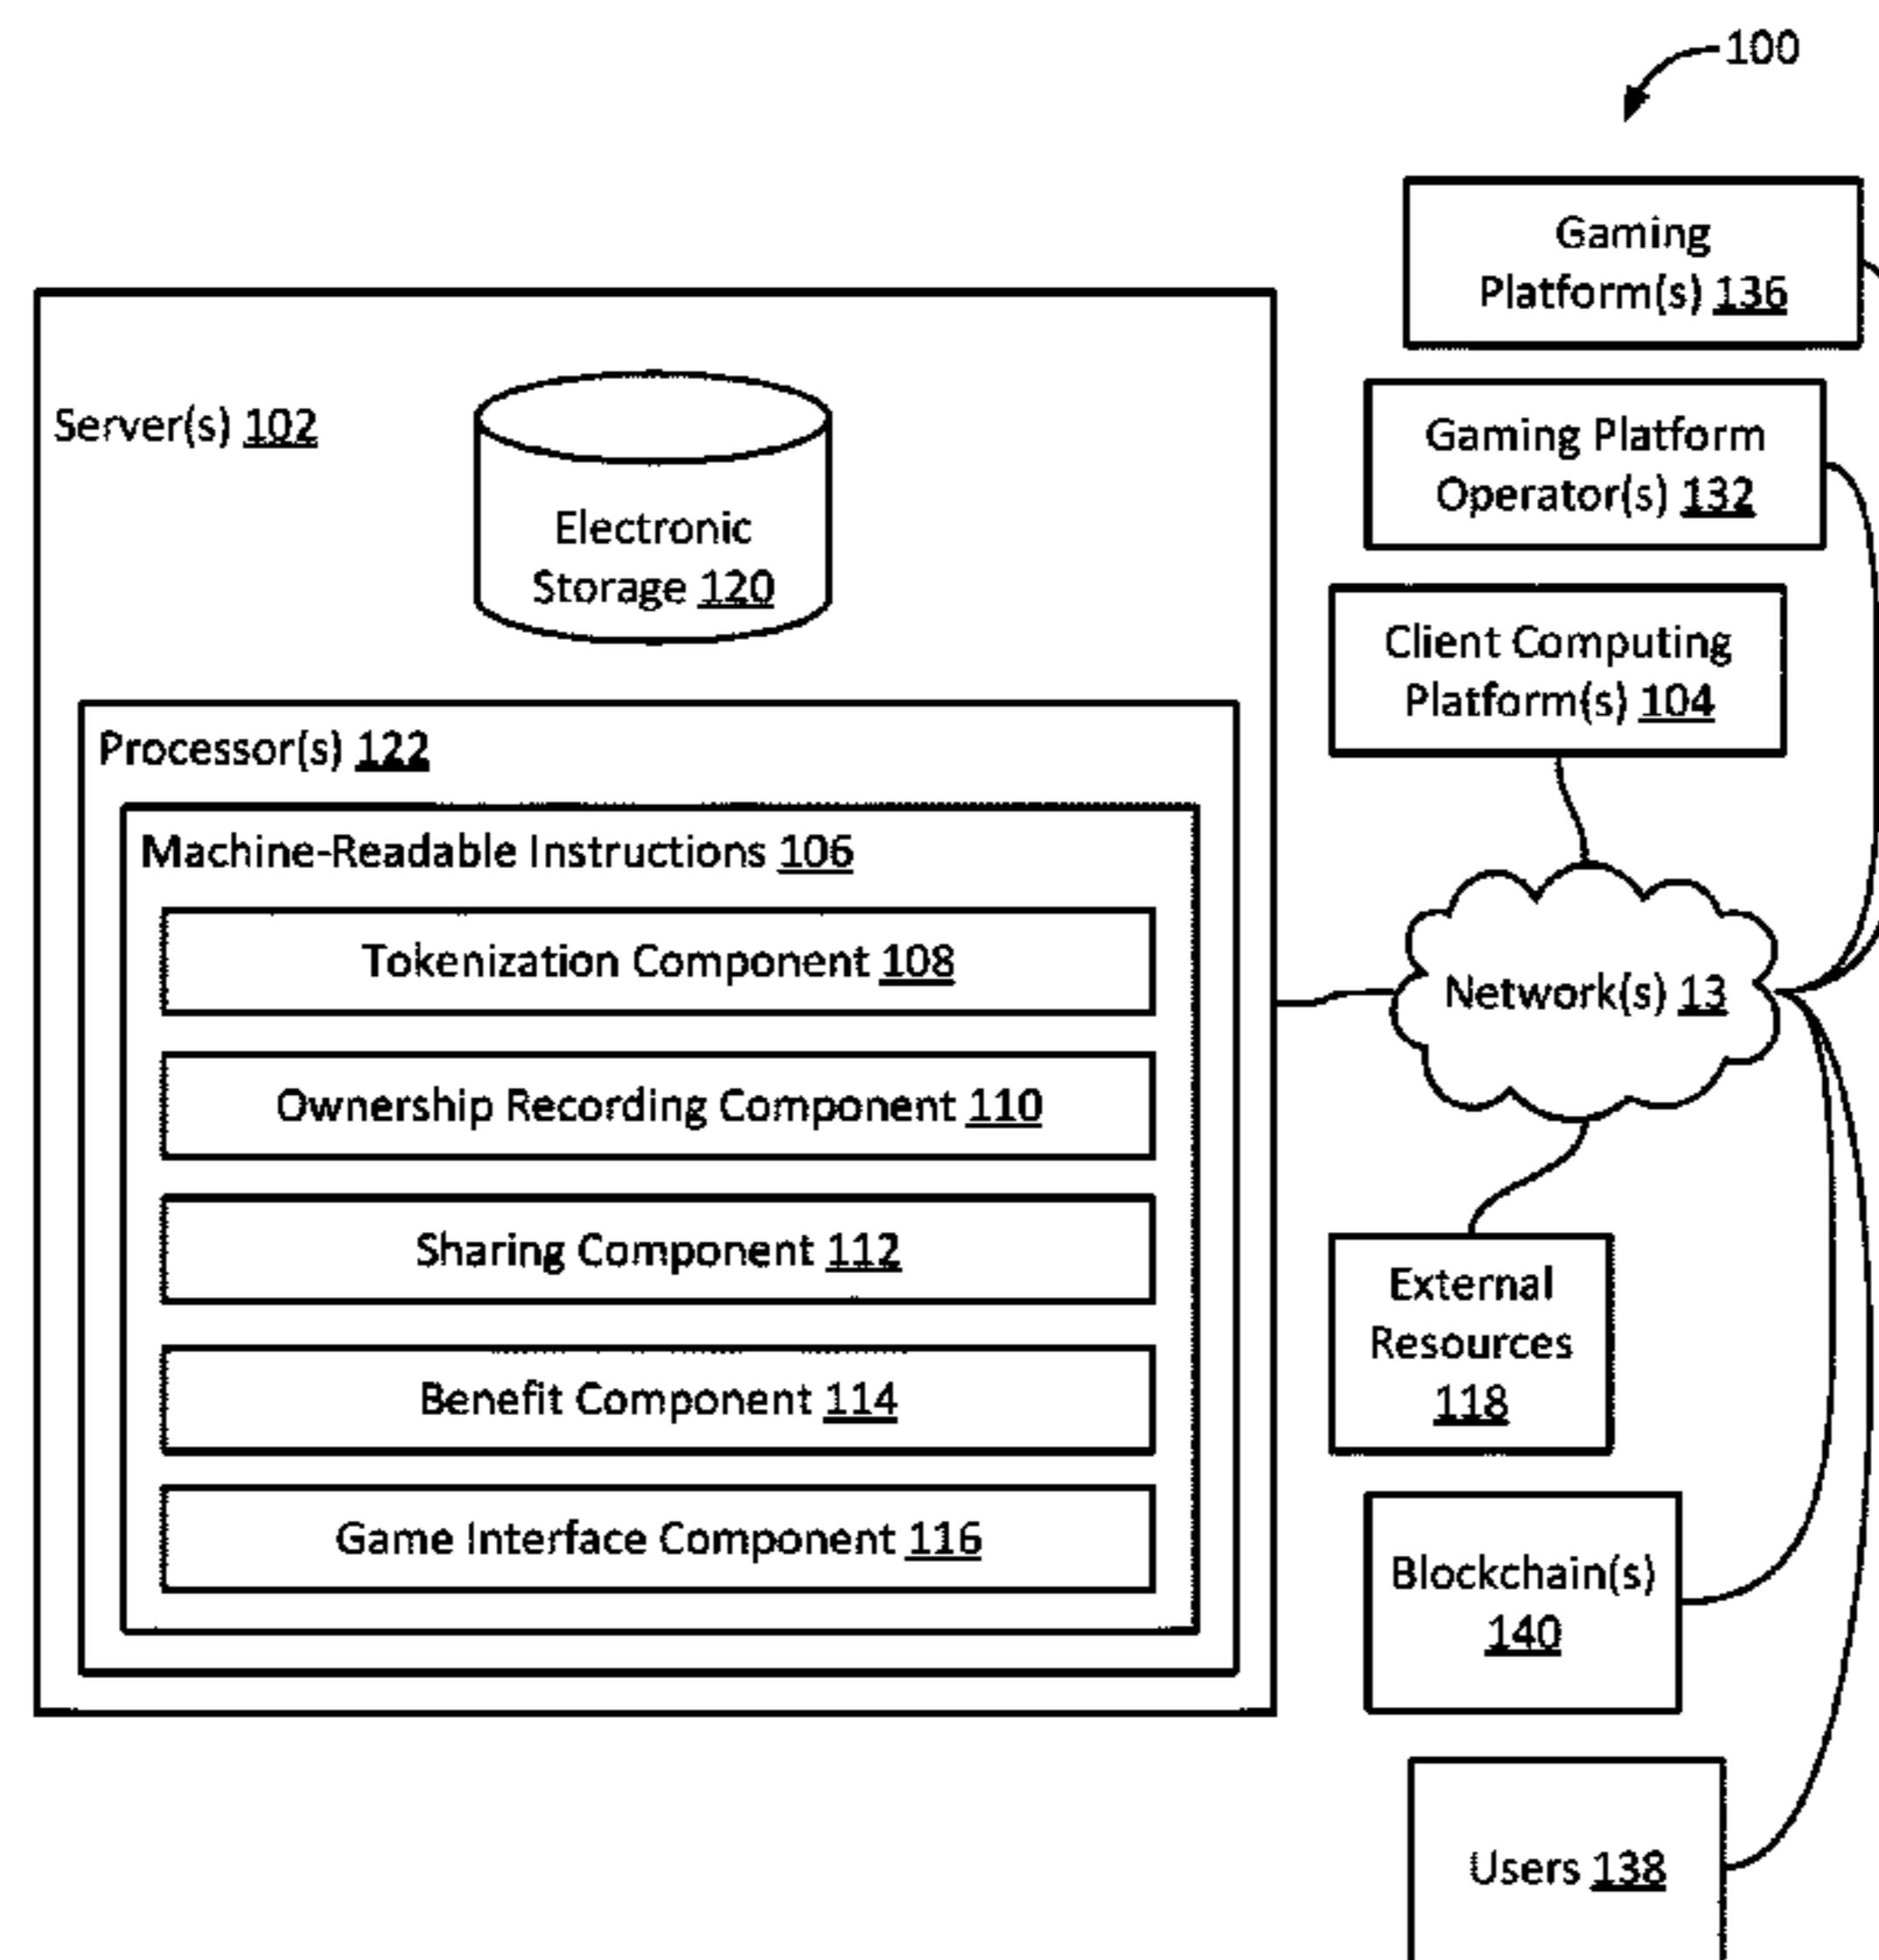 100
Gaming
Platform(s) 136
Gaming Platform
Operator(s) 132
Client Computing
Platform(s) 104
Server(s) 102
Electronic
Storage 120
Processor(s) 122
Machine-Readable Instructions 106
Tokenization Component 108
Ownership Recording Component 110
Sharing Component 112
Benefit Component 114
Game Interface Component 116
Network(s) 13
External
Resources
118
Blockchain(s)
140
Users 138